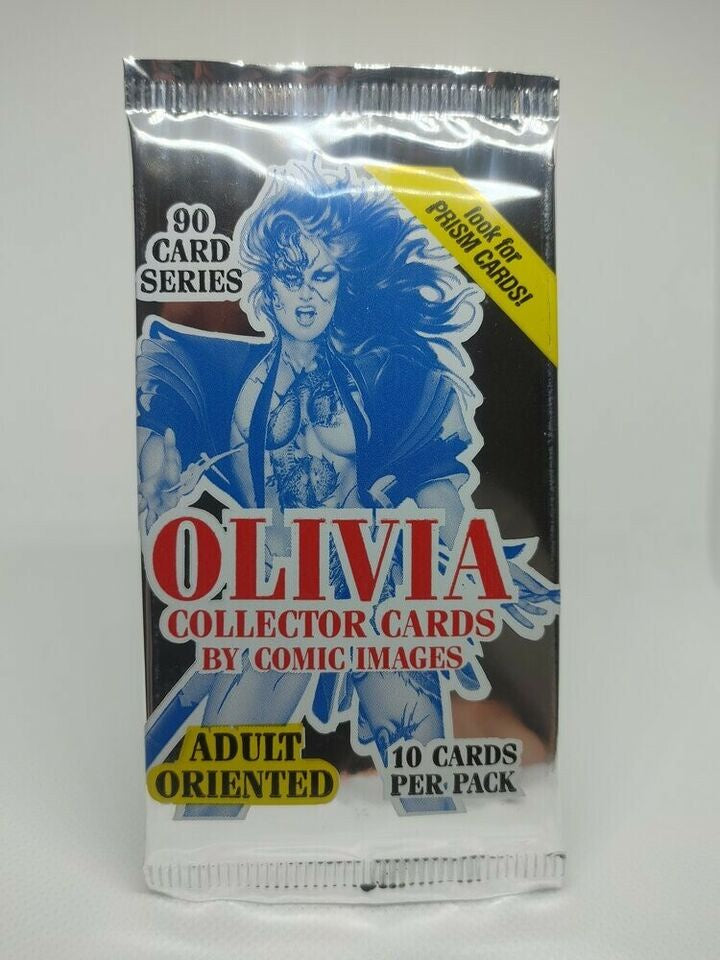 90
CARD
SERIES
look for
PRISM CARDS!
OLIVIA
COLLECTOR CARDS
BY COMIC IMAGES
ADULT
ORIENTED
10 CARDS
PER PACK